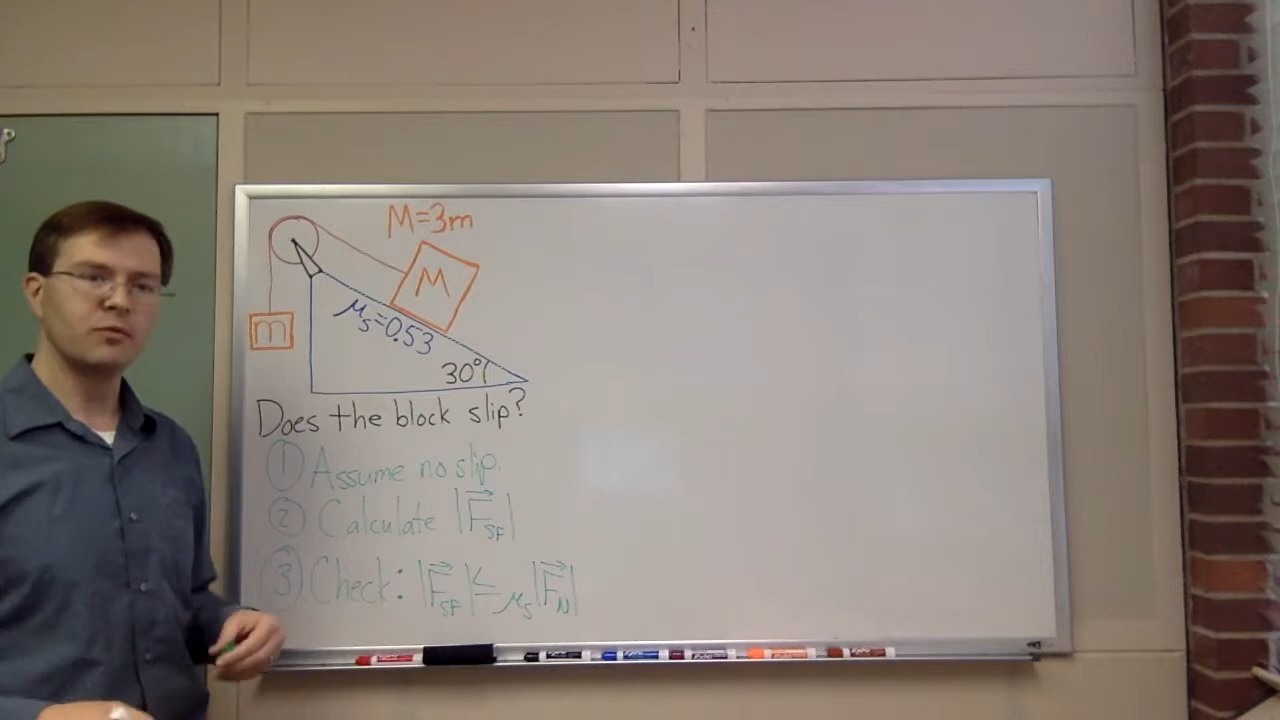 M=3m
M
m
μs=0.53
30°
Does the block slip?
① Assume no slip.
② Calculate |F⃗SF|
③ Check: |F⃗SF| ≤ μs|F⃗N|